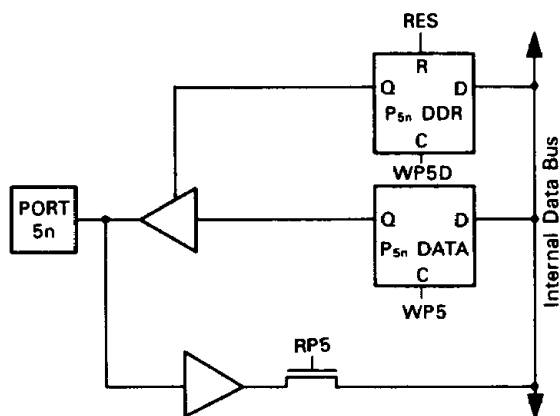 RES
R
Q D
P5n DDR
C
WP5D
PORT
5n
Q D
P5n DATA
C
WP5
RP5
Internal Data Bus